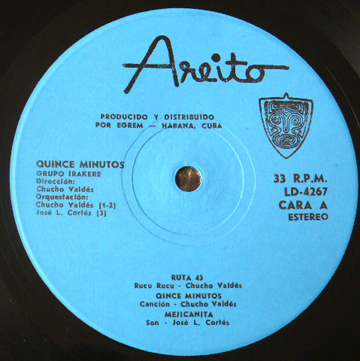 Areito
PRODUCIDO Y DISTRIBUIDO
POR EGREM — HABANA, CUBA
QUINCE MINUTOS
GRUPO IRAKERE
Dirección:
Chucho Valdés
Orquestación:
Chucho Valdés (1-2)
José L. Cortés (3)
33 R.P.M.
LD-4267
CARA A
ESTEREO
RUTA 43
Rucu Rucu - Chucho Valdés
QINCE MINUTOS
Canción - Chucho Valdés
MEJICANITA
Son - José L. Cortés